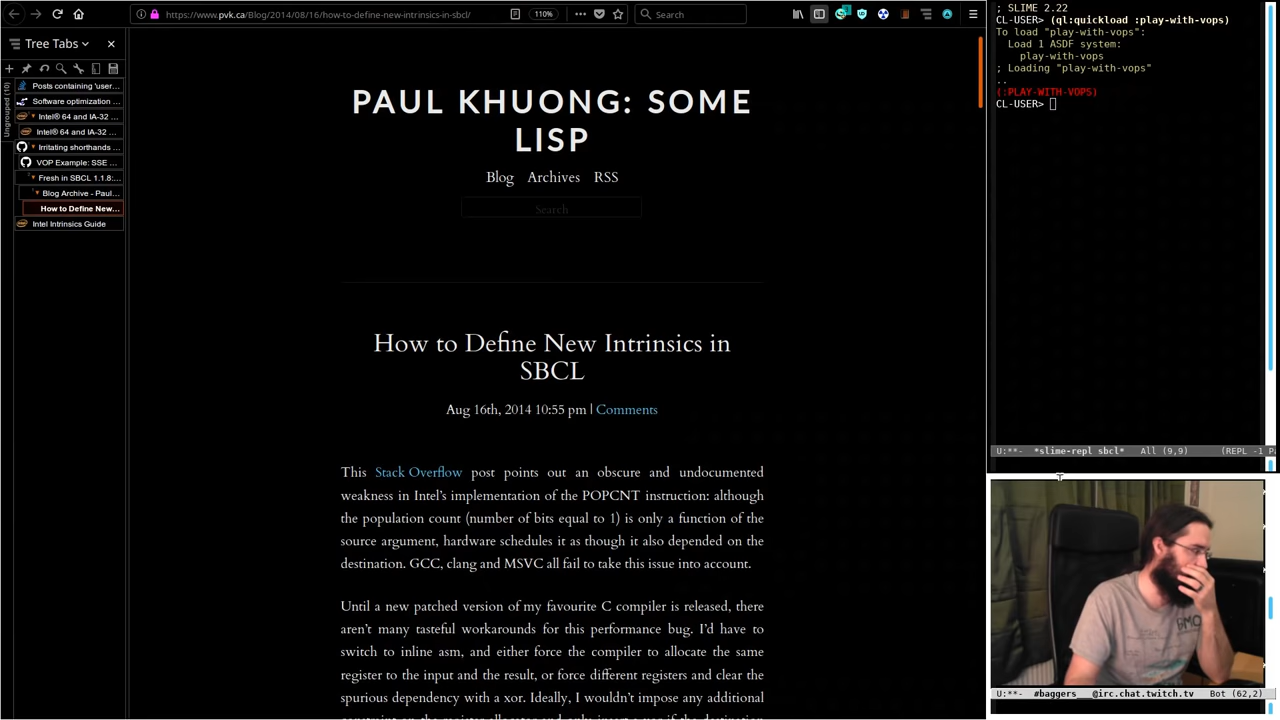 https://www.pvk.ca/Blog/2014/08/16/how-to-define-new-intrinsics-in-sbcl/
110%
Search
Tree Tabs
Ungrouped (10)
Posts containing 'user...
Software optimization ...
Intel® 64 and IA-32 ...
Intel® 64 and IA-32 ...
Irritating shorthands ...
VOP Example: SSE ...
Fresh in SBCL 1.1.8:...
Blog Archive - Paul...
How to Define New...
Intel Intrinsics Guide
PAUL KHUONG: SOME
LISP
Blog Archives RSS
Search
How to Define New Intrinsics in
SBCL
Aug 16th, 2014 10:55 pm | Comments
This Stack Overflow post points out an obscure and undocumented
weakness in Intel's implementation of the POPCNT instruction: although
the population count (number of bits equal to 1) is only a function of the
source argument, hardware schedules it as though it also depended on the
destination. GCC, clang and MSVC all fail to take this issue into account.
Until a new patched version of my favourite C compiler is released, there
aren't many tasteful workarounds for this performance bug. I'd have to
switch to inline asm, and either force the compiler to allocate the same
register to the input and the result, or force different registers and clear the
spurious dependency with a xor. Ideally, I wouldn't impose any additional
; SLIME 2.22
CL-USER> (ql:quickload :play-with-vops)
To load "play-with-vops":
Load 1 ASDF system:
play-with-vops
; Loading "play-with-vops"
..
(:PLAY-WITH-VOPS)
CL-USER>
U:**- *slime-repl sbcl* All (9,9) (REPL -1 P
BMO
U:**- #baggers @irc.chat.twitch.tv Bot (62,2)